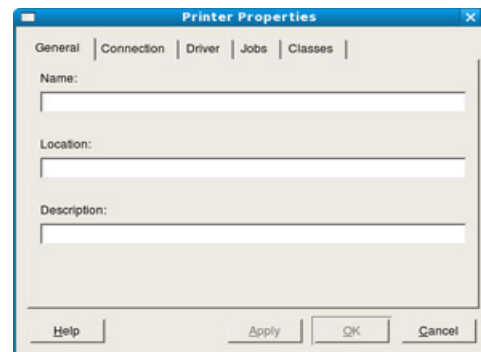 Printer Properties
General Connection Driver Jobs Classes
Name:
Location:
Description:
Help Apply OK Cancel